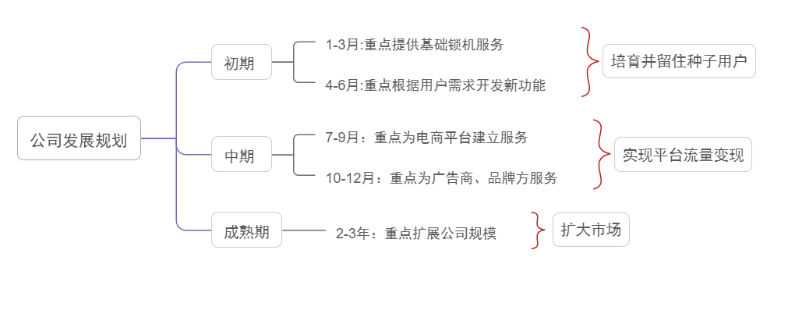 公司发展规划
初期
1-3月:重点提供基础锁机服务
4-6月:重点根据用户需求开发新功能
培育并留住种子用户
中期
7-9月：重点为电商平台建立服务
10-12月：重点为广告商、品牌方服务
实现平台流量变现
成熟期
2-3年：重点扩展公司规模
扩大市场